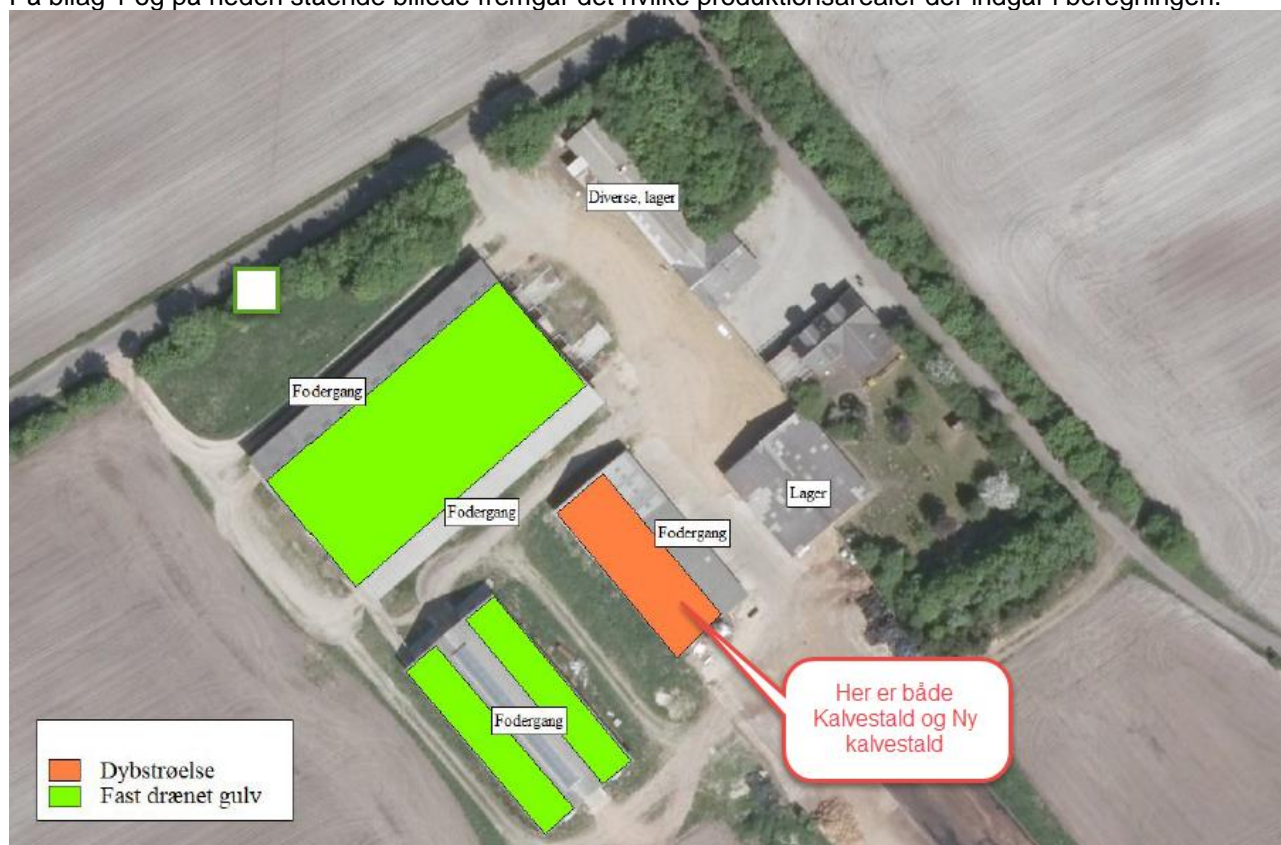 På bilag 1 og på neden stående billede fremgår det hvilke produktionsarealer der indgår i beregningen.
Diverse, lager
Fodergang
Fodergang
Lager
Fodergang
Fodergang
Her er både
Kalvestald og Ny
kalvestald
Dybstrøelse
Fast drænet gulv